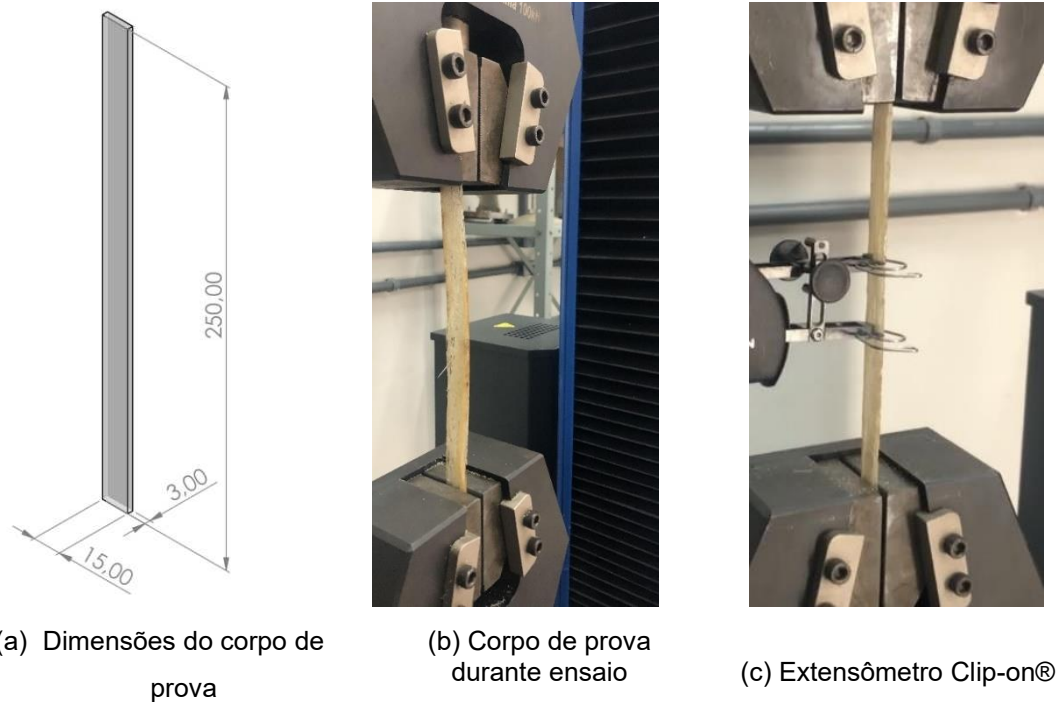 250,00
3,00
15,00
100kN
(a) Dimensões do corpo de
prova
(b) Corpo de prova
durante ensaio
(c) Extensômetro Clip-on®